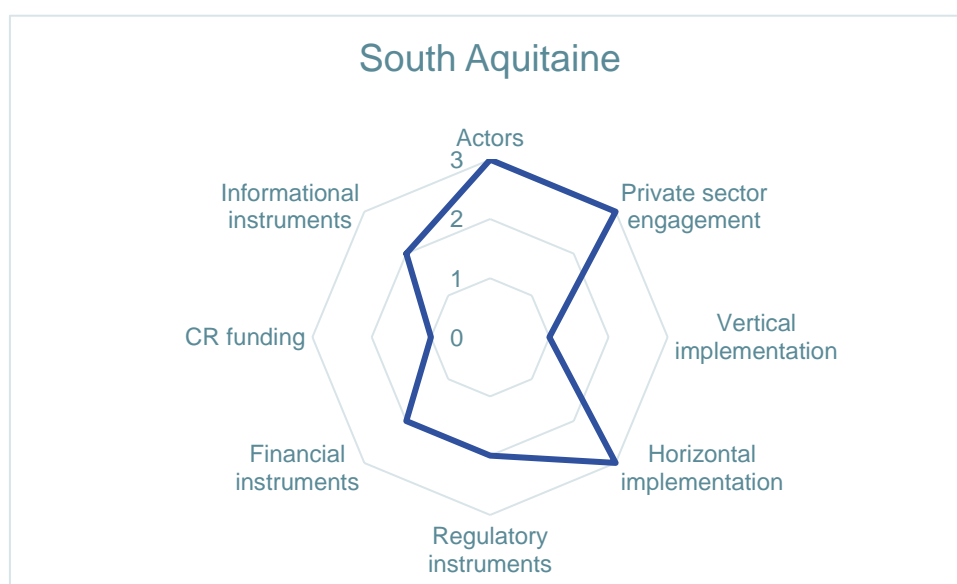 South Aquitaine
Actors
3
Informational
instruments
Private sector
engagement
2
1
CR funding
0
Vertical
implementation
Financial
instruments
Horizontal
implementation
Regulatory
instruments